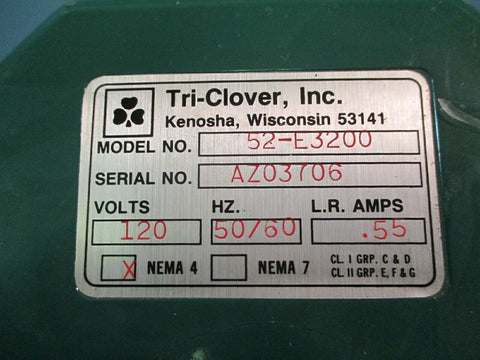 Tri-Clover, Inc.
Kenosha, Wisconsin 53141
MODEL NO. 52-E3200
SERIAL NO. AZ03706
VOLTS HZ. L.R. AMPS
120 50/60 .55
X NEMA 4 NEMA 7 CL. I GRP. C & D
CL. II GRP. E, F & G